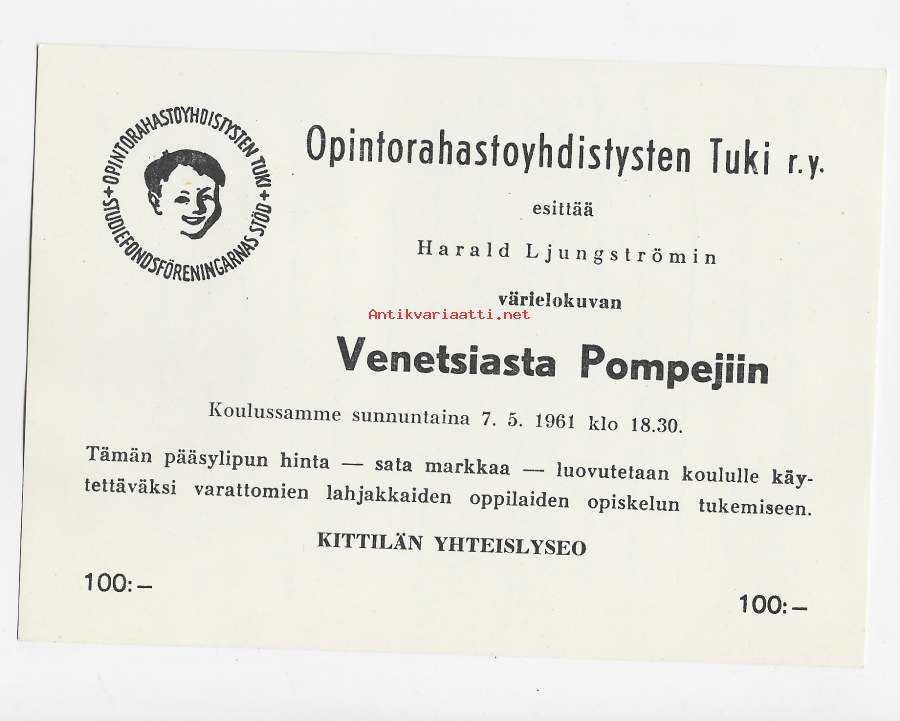 OPINTORAHASTOYHDISTYSTEN TUKI + STUDIEFONDSFÖRENINGARNAS STÖD +
Opintorahastoyhdistysten Tuki r.y.
esittää
Harald Ljungströmin
värielokuvan
Antikvariaatti.net
Venetsiasta Pompejiin
Koulussamme sunnuntaina 7. 5. 1961 klo 18.30.
Tämän pääsylipun hinta — sata markkaa — luovutetaan koululle käy-
tettäväksi varattomien lahjakkaiden oppilaiden opiskelun tukemiseen.
KITTILÄN YHTEISLYSEO
100:—
100:—